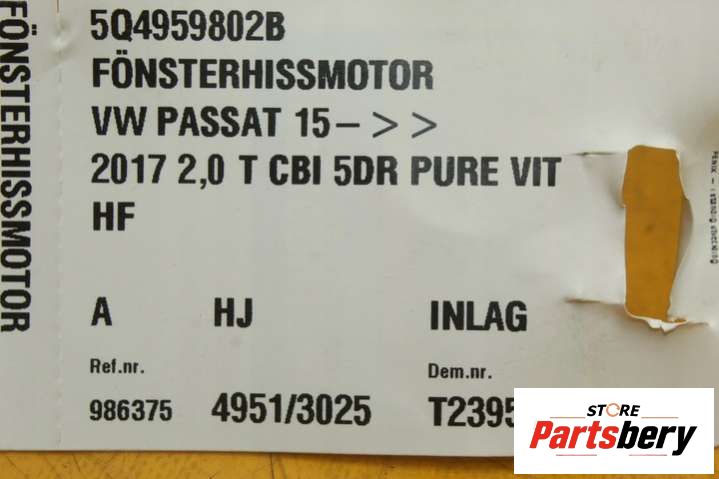 FÖNSTERHISSMOTOR
5Q4959802B
FÖNSTERHISSMOTOR
VW PASSAT 15– > >
2017 2,0 T CBI 5DR PURE VIT
HF
A HJ INLAG
Ref.nr. Dem.nr.
986375 4951/3025 T2395
STORE
Partsbery